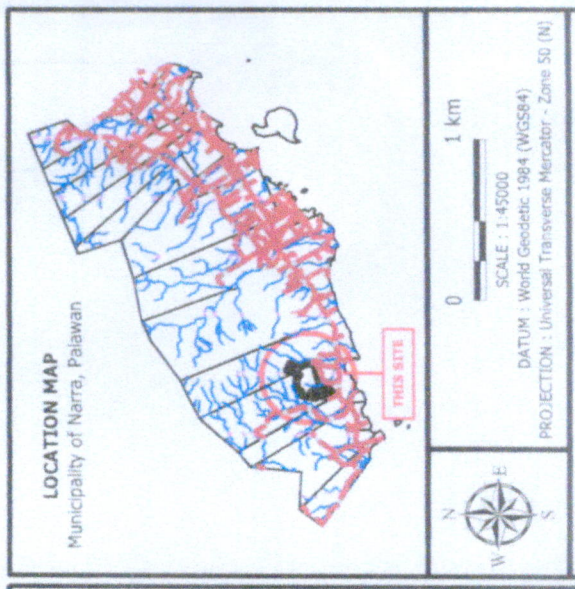 LOCATION MAP
Municipality of Narra, Palawan
THIS SITE
N
W
E
S
0
1 km
SCALE : 1:45000
DATUM : World Geodetic 1984 (WGS84)
PROJECTION : Universal Transverse Mercator - Zone 50 (N)